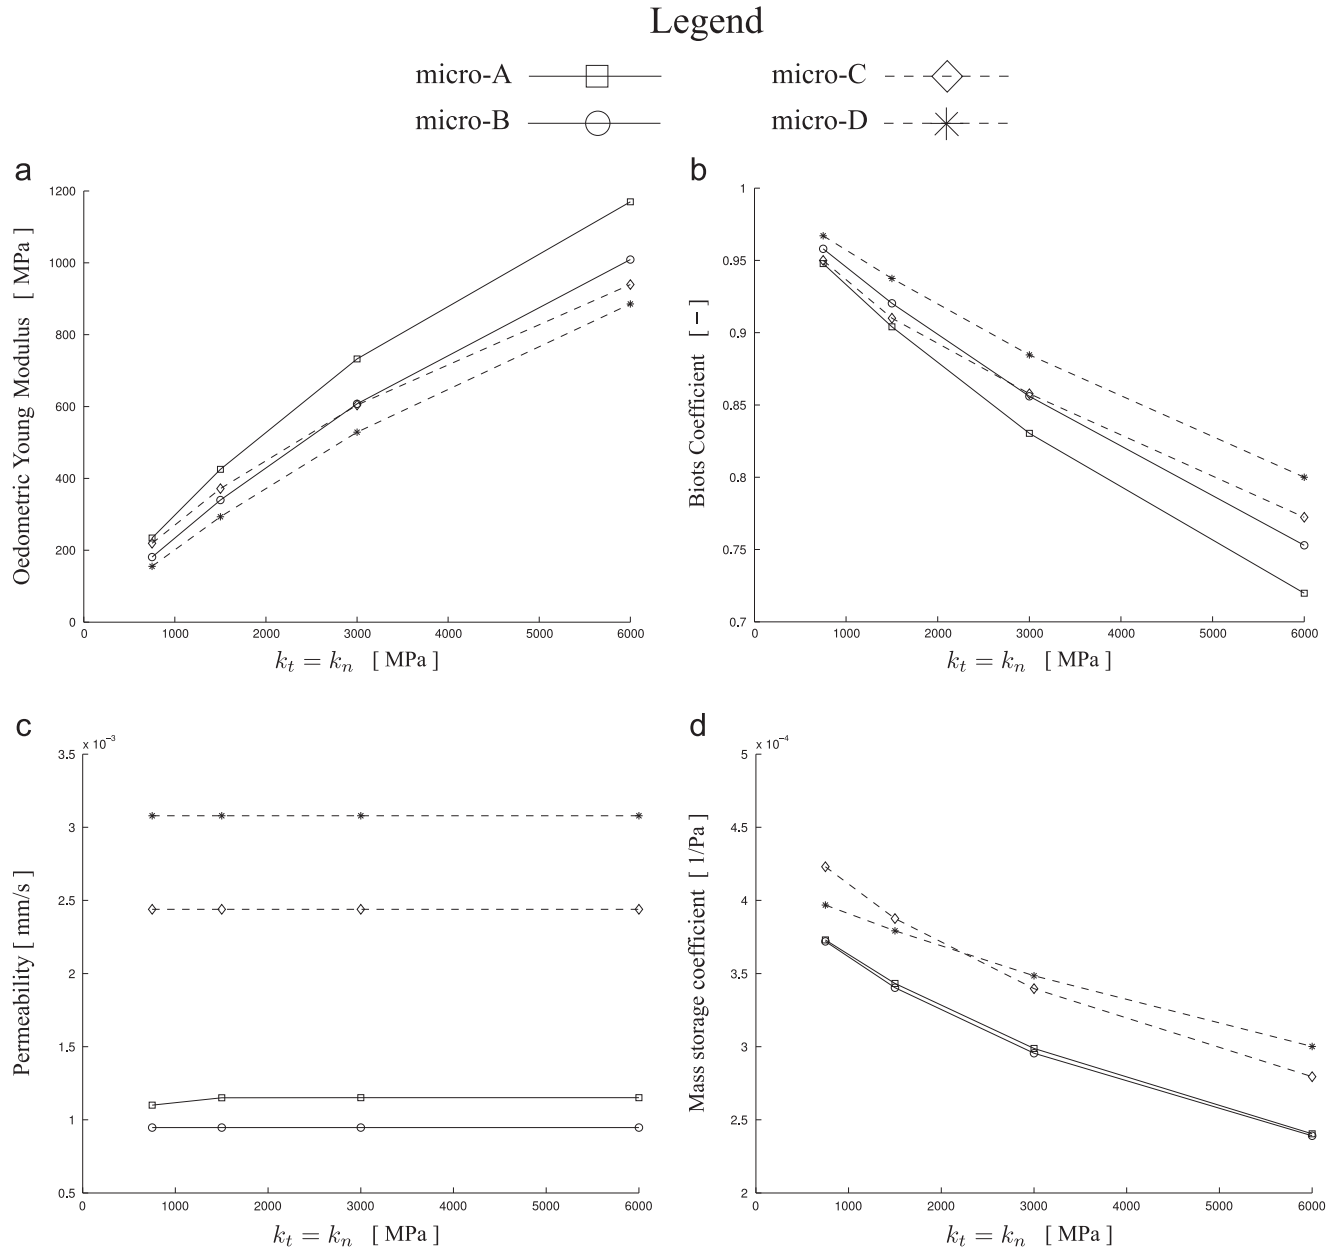 Legend
micro-A
micro-C
micro-B
micro-D
a
1200
1000
800
600
400
200
0
0 1000 2000 3000 4000 5000 6000
Oedometric Young Modulus [ MPa ]
k_t = k_n [ MPa ]
b
1
0.95
0.9
0.85
0.8
0.75
0.7
0 1000 2000 3000 4000 5000 6000
Biots Coefficient [ − ]
k_t = k_n [ MPa ]
c
x 10⁻³
3.5
3
2.5
2
1.5
1
0.5
0 1000 2000 3000 4000 5000 6000
Permeability [ mm/s ]
k_t = k_n [ MPa ]
d
x 10⁻⁴
5
4.5
4
3.5
3
2.5
2
0 1000 2000 3000 4000 5000 6000
Mass storage coefficient [ 1/Pa ]
k_t = k_n [ MPa ]